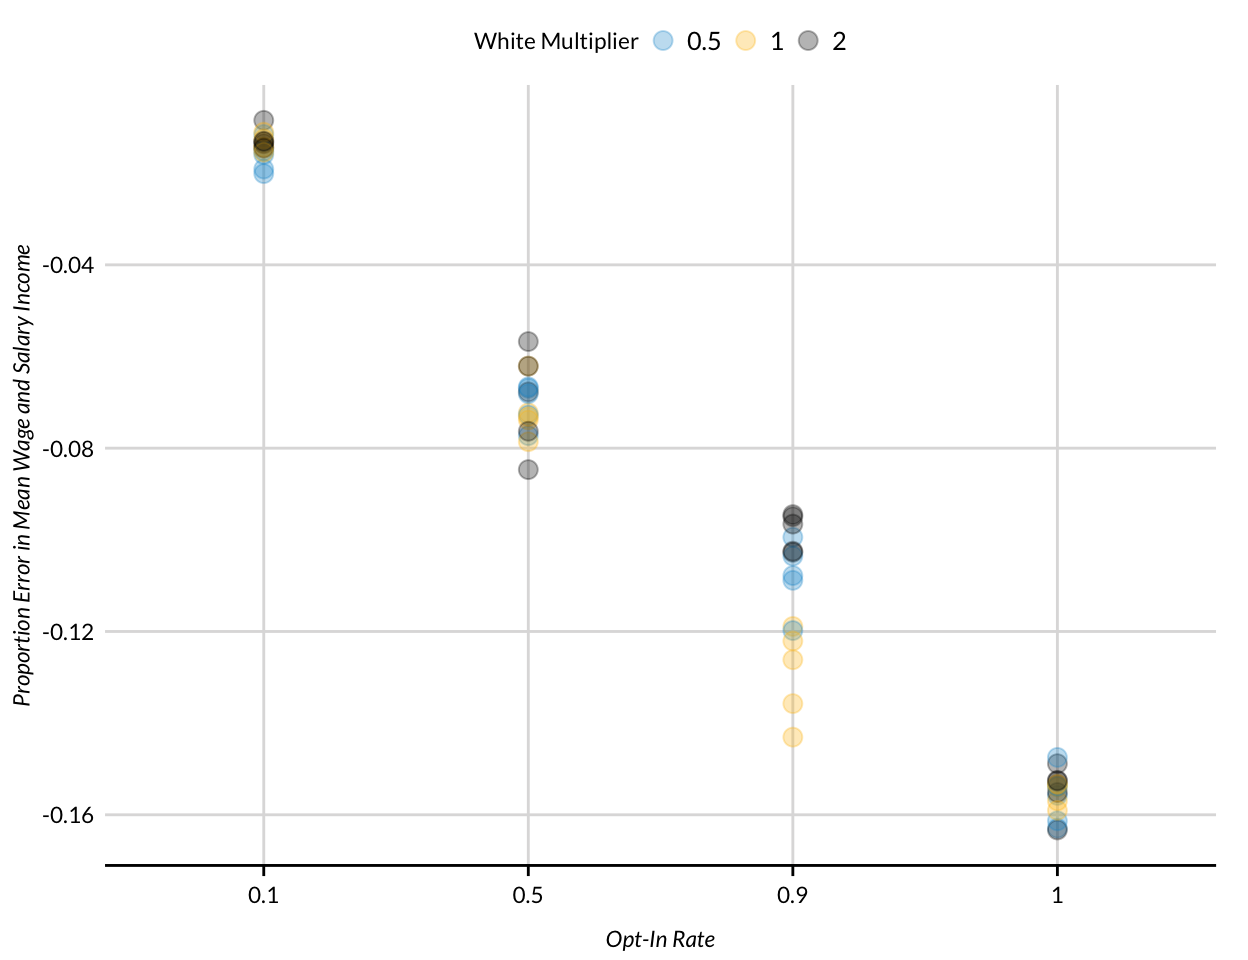 White Multiplier 0.5 1 2
Proportion Error in Mean Wage and Salary Income
-0.04
-0.08
-0.12
-0.16
0.1 0.5 0.9 1
Opt-In Rate